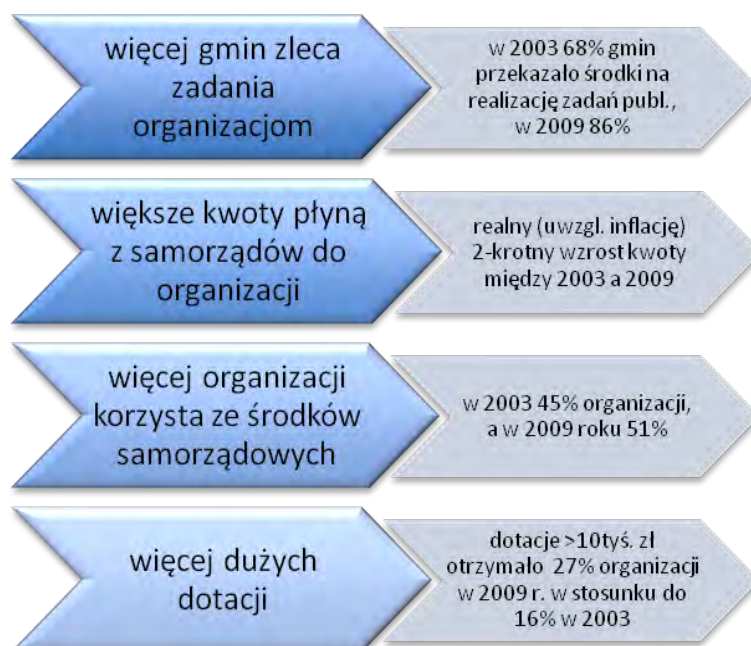 więcej gmin zleca
zadania
organizacjom
w 2003 68% gmin
przekazało środki na
realizację zadań publ.,
w 2009 86%
większe kwoty płyną
z samorządów do
organizacji
realny (uwzgl. inflację)
2-krotny wzrost kwoty
między 2003 a 2009
więcej organizacji
korzysta ze środków
samorządowych
w 2003 45% organizacji,
a w 2009 roku 51%
więcej dużych
dotacji
dotacje >10tyś. zł
otrzymało 27% organizacji
w 2009 r. w stosunku do
16% w 2003